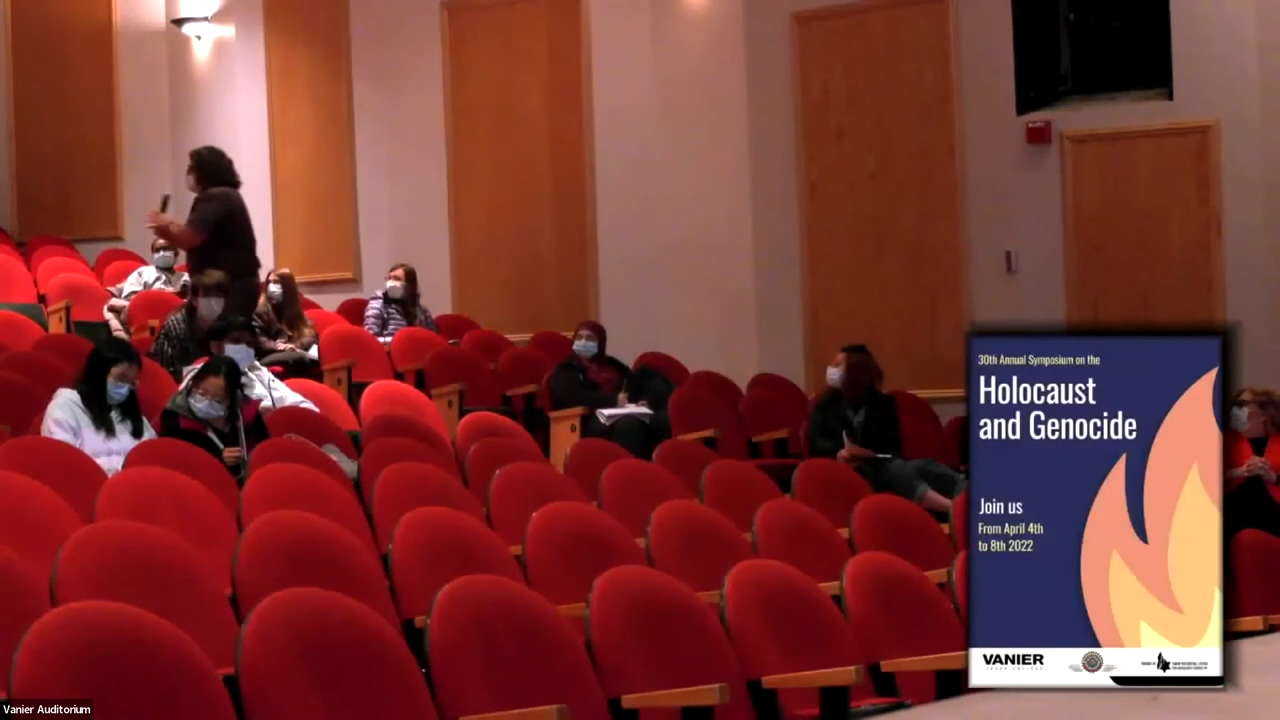 30th Annual Symposium on the
Holocaust
and Genocide
Join us
From April 4th
to 8th 2022
VANIER
Vanier Auditorium